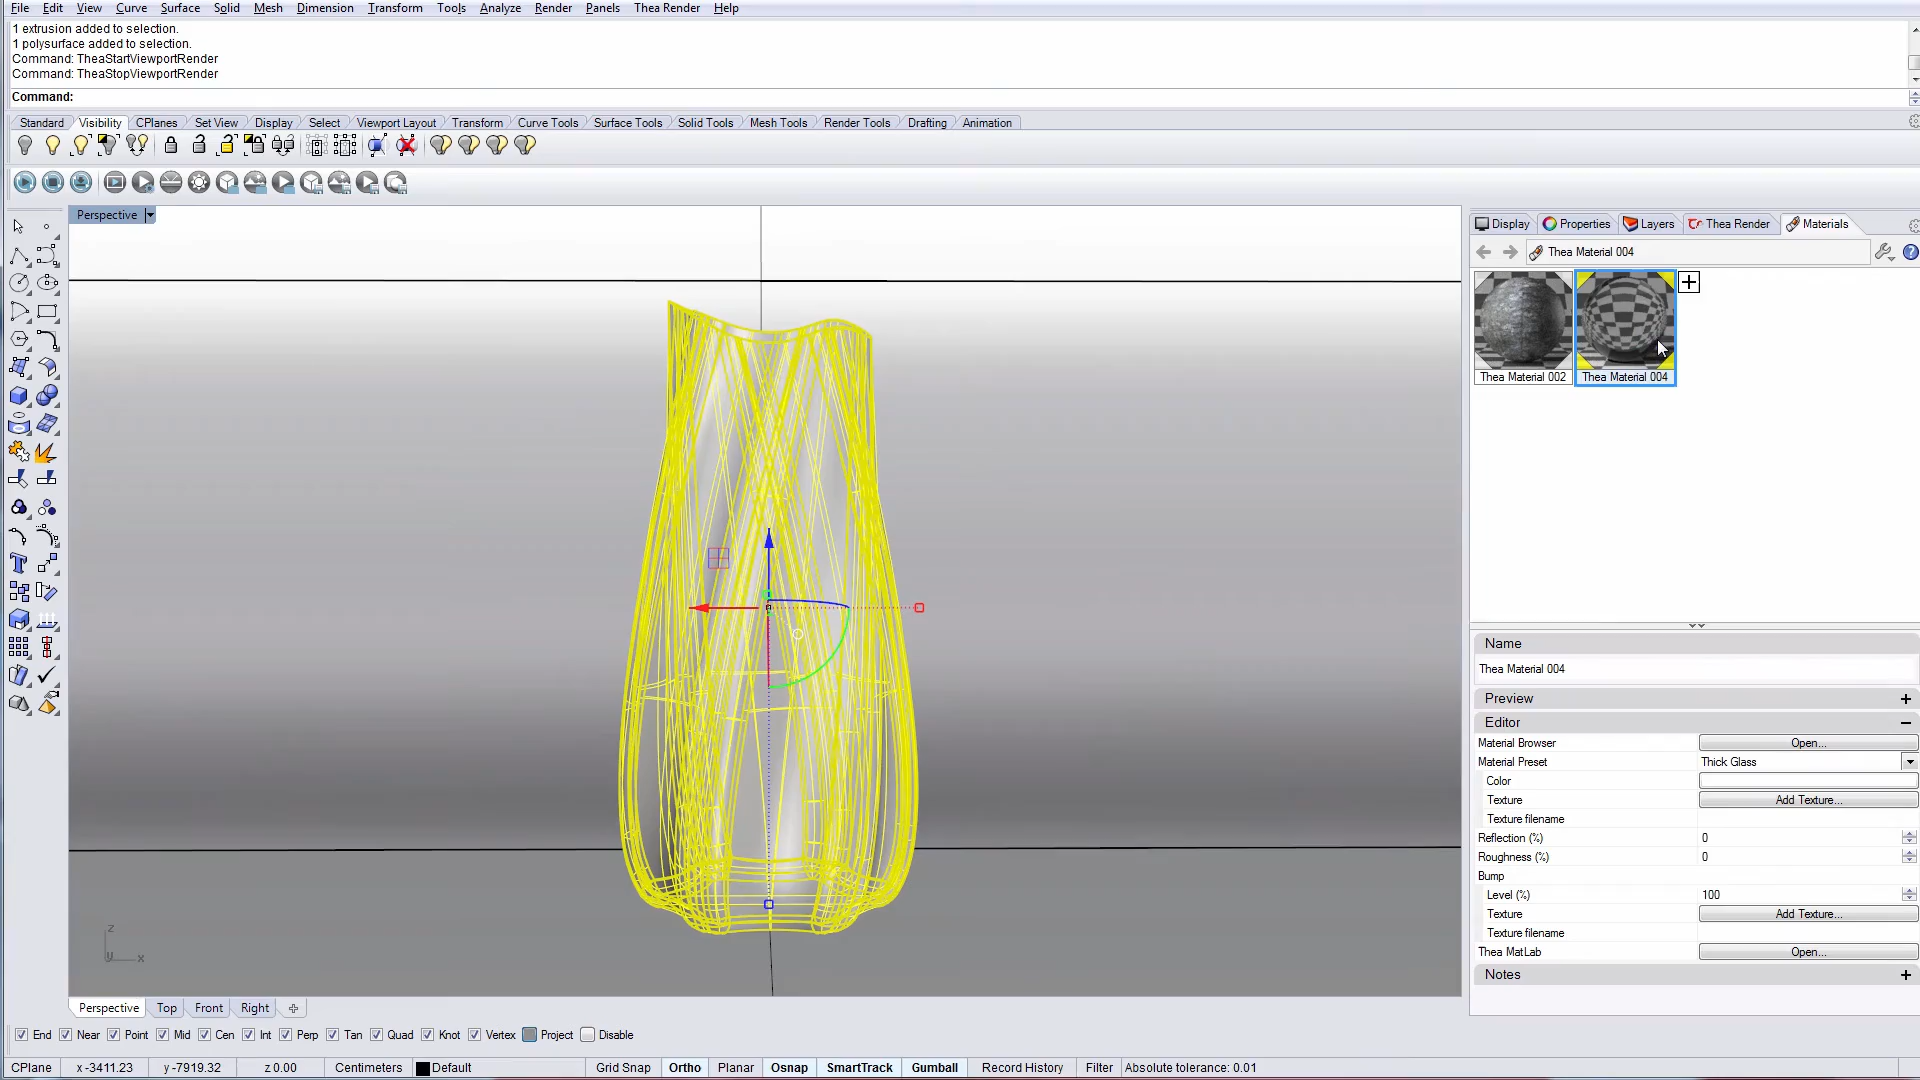 File Edit View Curve Surface Solid Mesh Dimension Transform Tools Analyze Render Panels Thea Render Help
1 extrusion added to selection.
1 polysurface added to selection.
Command: TheaStartViewportRender
Command: TheaStopViewportRender
Command:
Standard Visibility CPlanes Set View Display Select Viewport Layout Transform Curve Tools Surface Tools Solid Tools Mesh Tools Render Tools Drafting Animation
Perspective
Display Properties Layers Thea Render Materials
Thea Material 004
Thea Material 002 Thea Material 004
Name
Thea Material 004
Preview
Editor
Material Browser Open...
Material Preset Thick Glass
Color
Texture Add Texture...
Texture filename
Reflection (%) 0
Roughness (%) 0
Bump
Level (%) 100
Texture Add Texture...
Texture filename
Thea MatLab Open...
Notes
z
y x
Perspective Top Front Right
End Near Point Mid Cen Int Perp Tan Quad Knot Vertex Project Disable
CPlane x -3411.23 y -7919.32 z 0.00 Centimeters Default Grid Snap Ortho Planar Osnap SmartTrack Gumball Record History Filter Absolute tolerance: 0.01